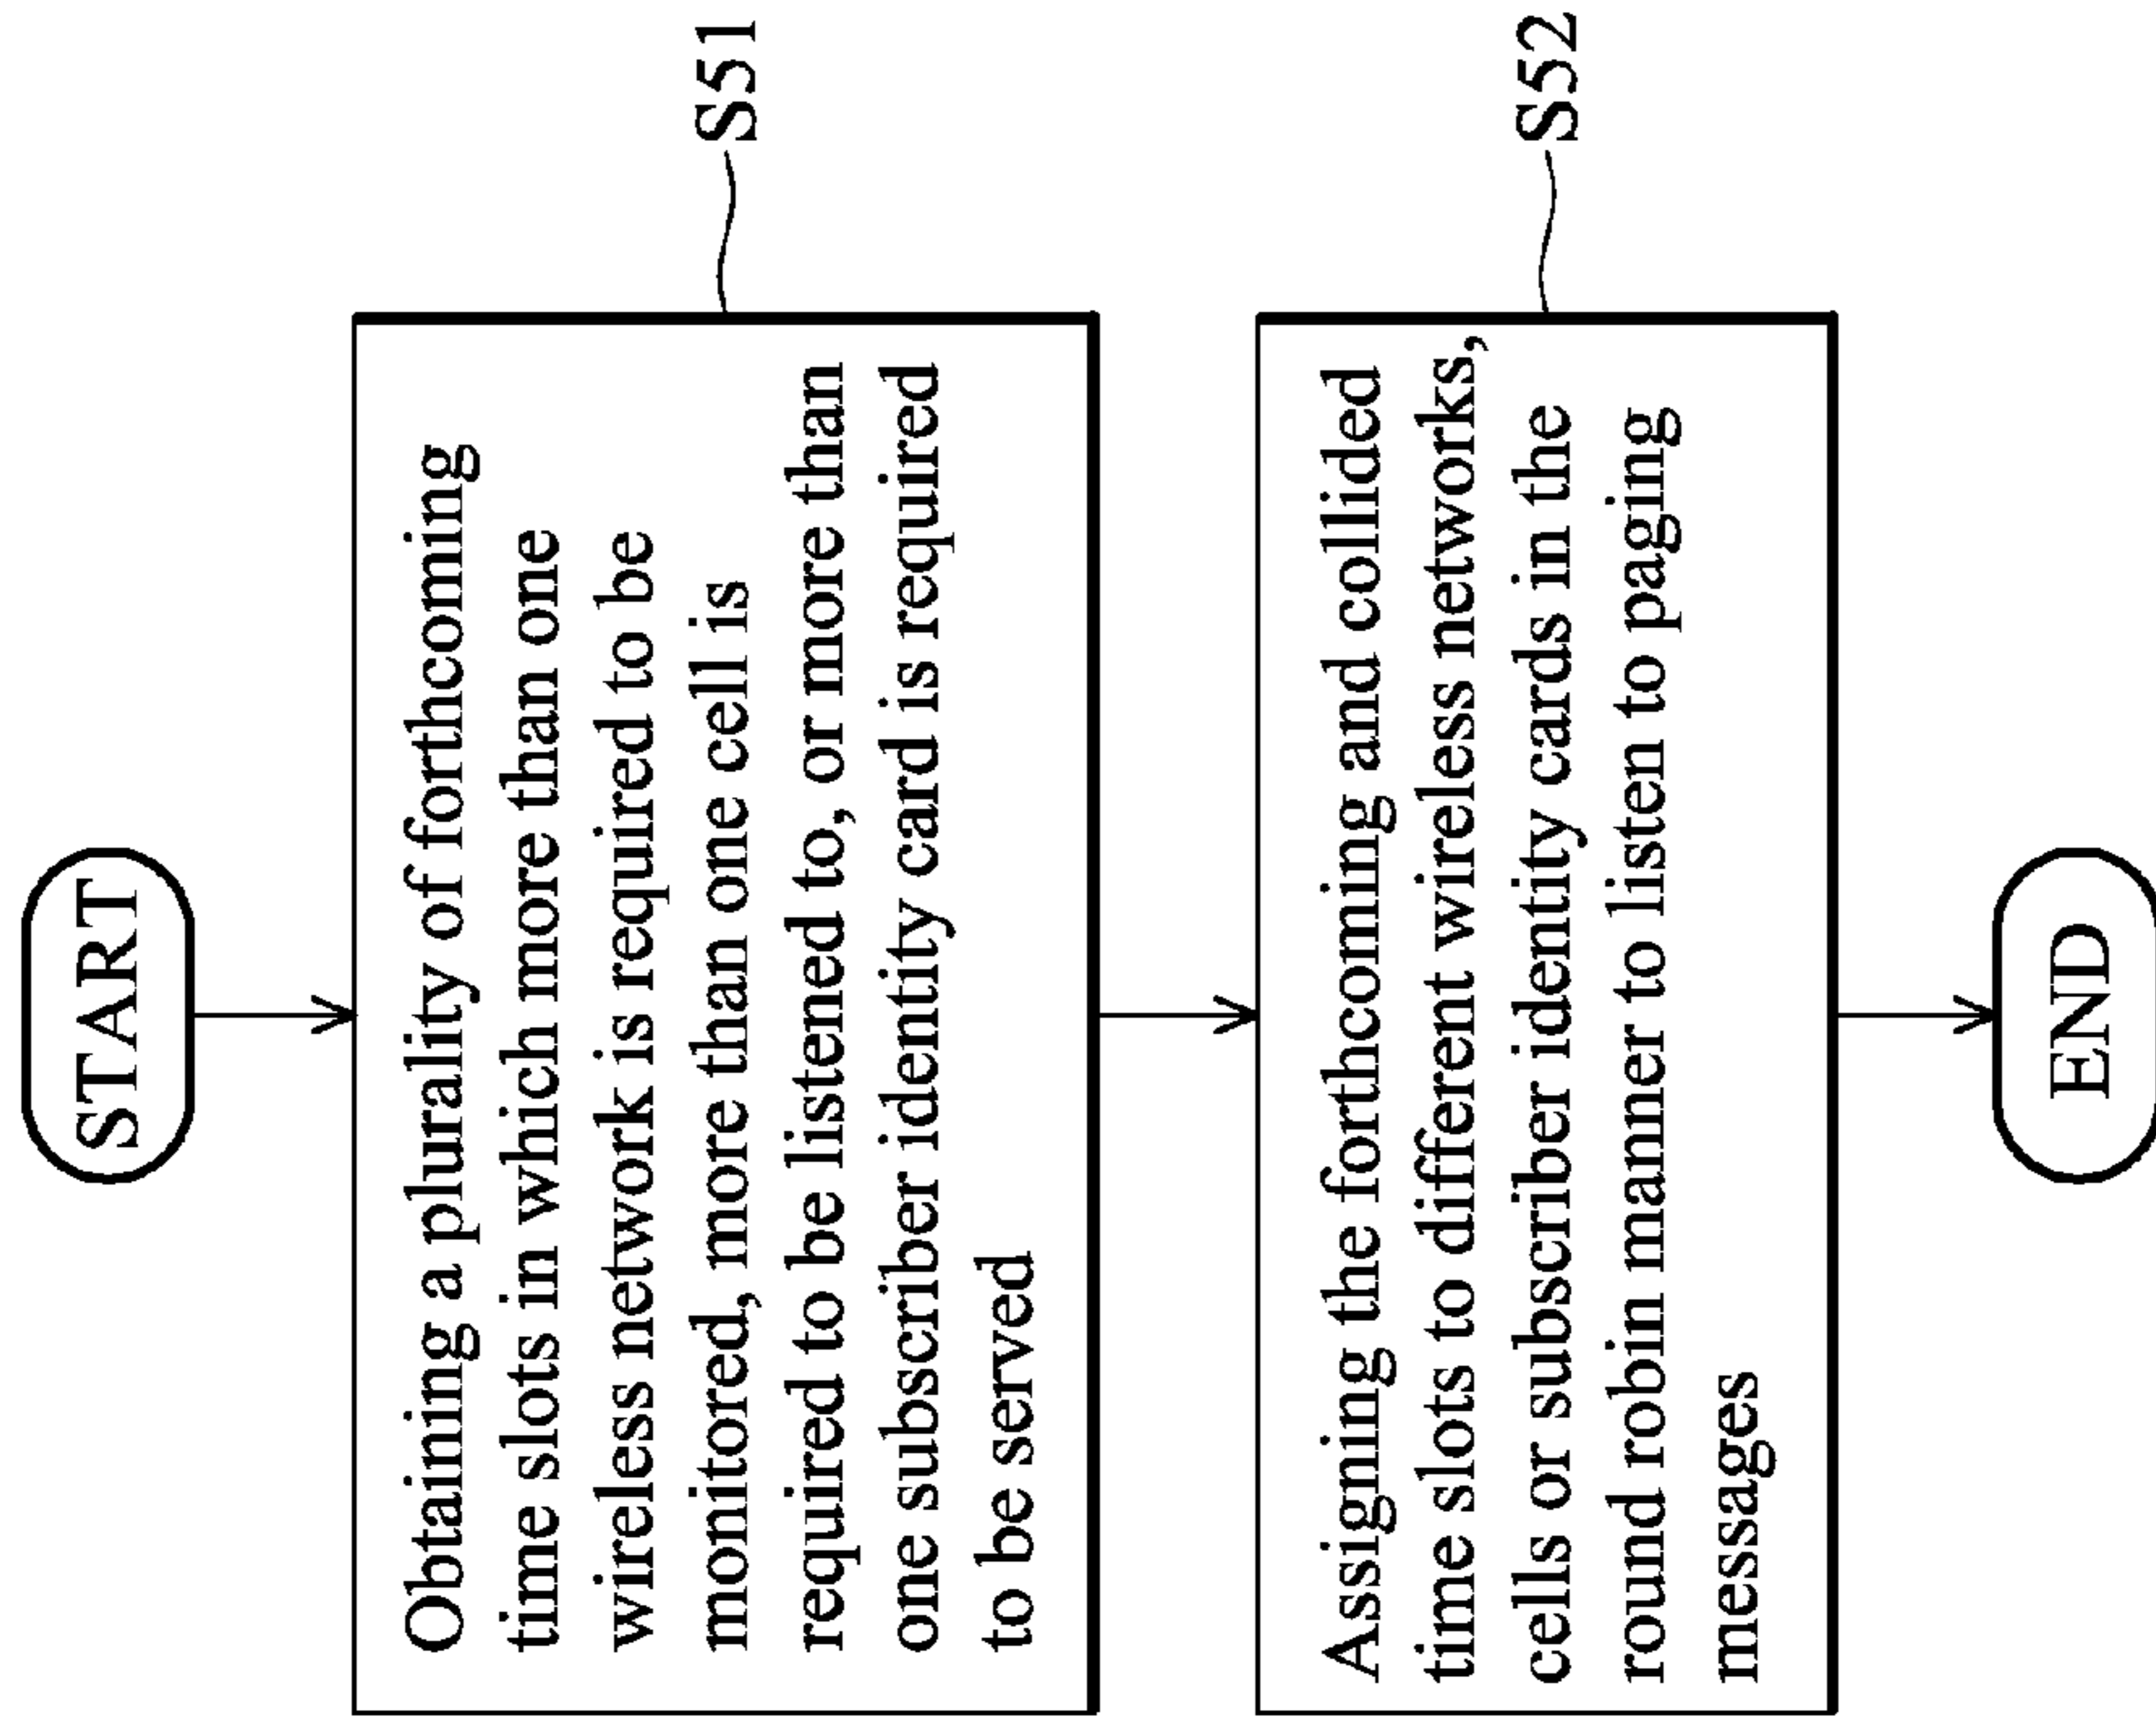 START
Obtaining a plurality of forthcoming
time slots in which more than one
wireless network is required to be
monitored, more than one cell is
required to be listened to, or more than
one subscriber identity card is required
to be served
S51
Assigning the forthcoming and collided
time slots to different wireless networks,
cells or subscriber identity cards in the
round robin manner to listen to paging
messages
S52
END